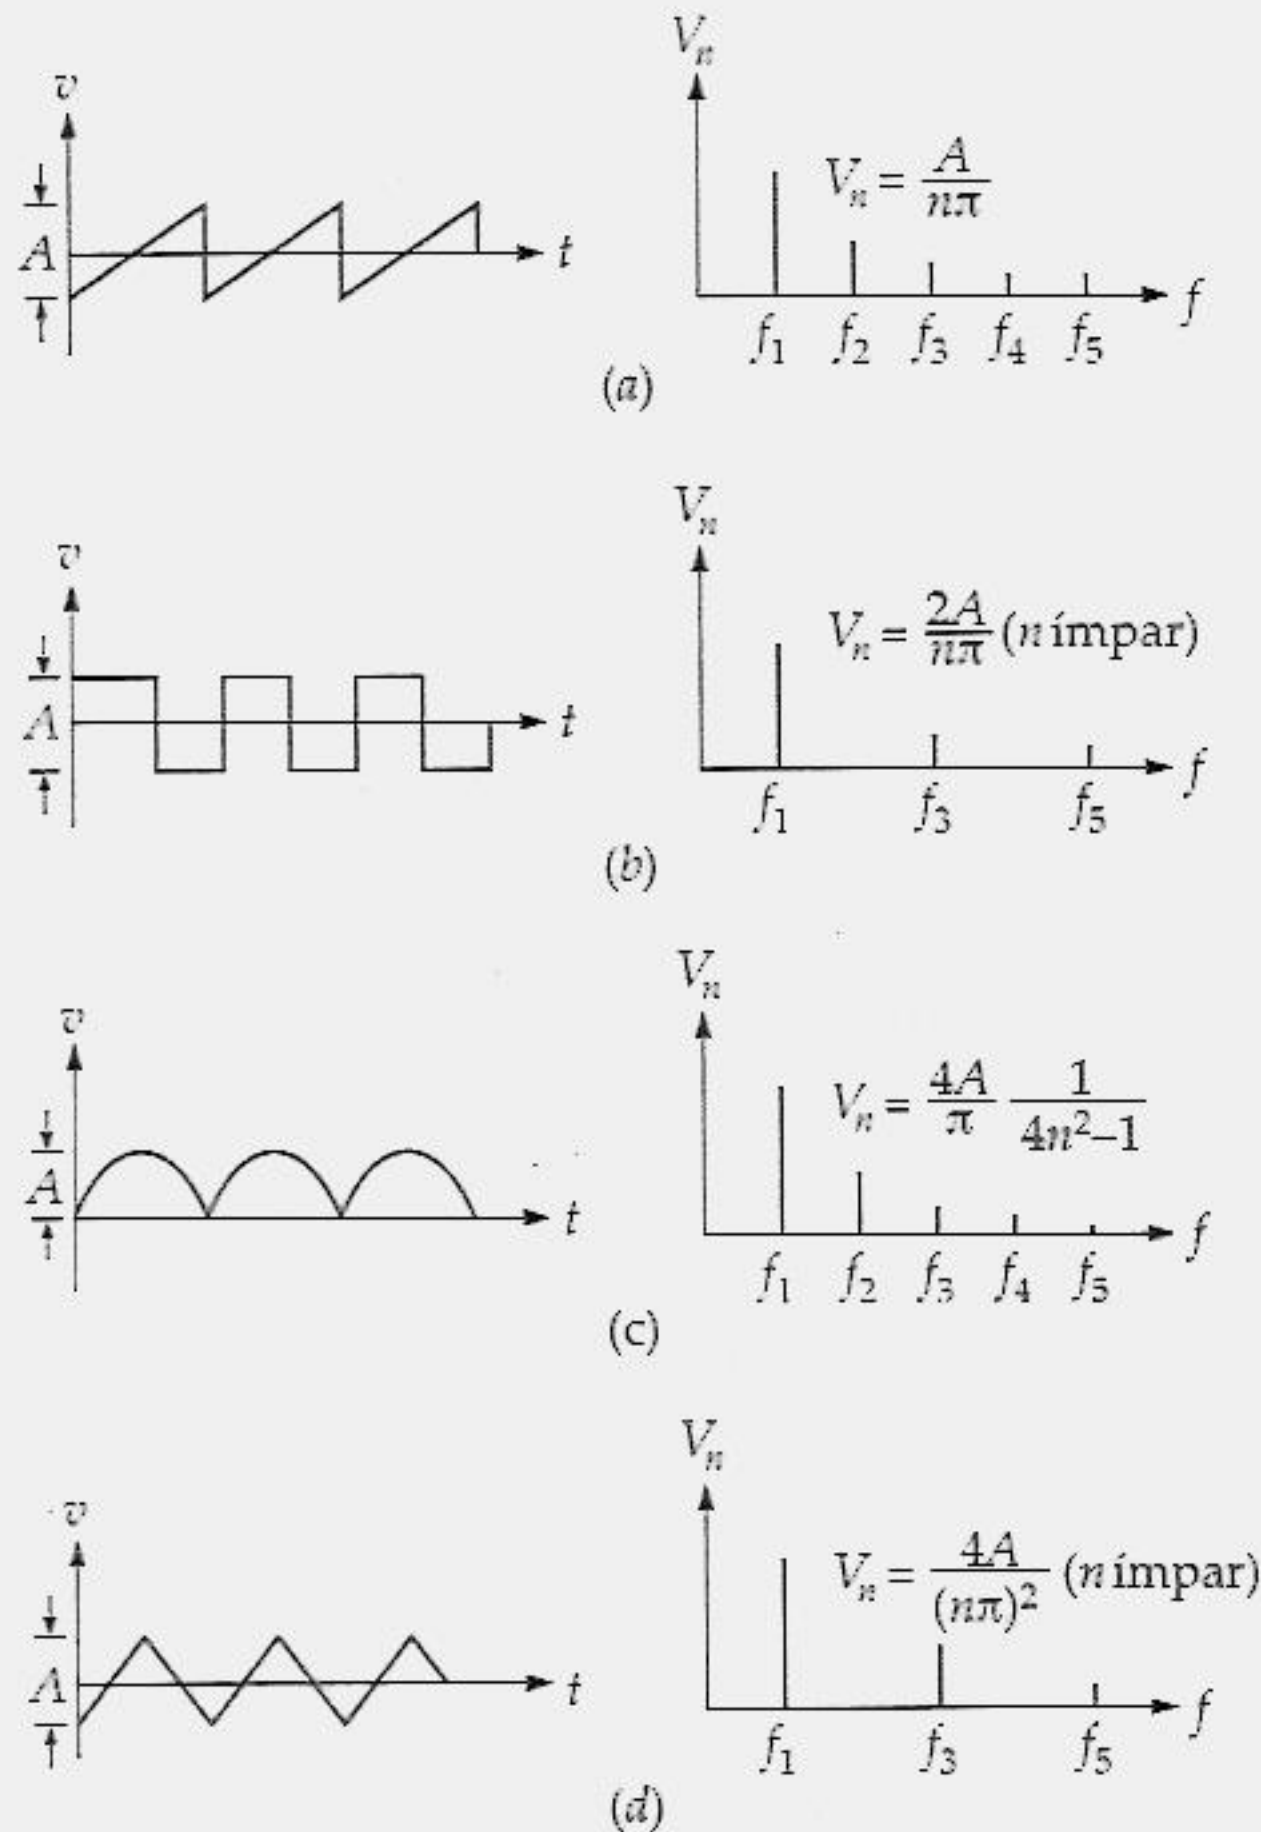 v
A
t
Vₙ
Vₙ = A/nπ
f
f₁ f₂ f₃ f₄ f₅
(a)
v
A
t
Vₙ
Vₙ = 2A/nπ (n ímpar)
f
f₁ f₃ f₅
(b)
v
A
t
Vₙ
Vₙ = 4A/π 1/4n²–1
f
f₁ f₂ f₃ f₄ f₅
(c)
v
A
t
Vₙ
Vₙ = 4A/(nπ)² (n ímpar)
f
f₁ f₃ f₅
(d)